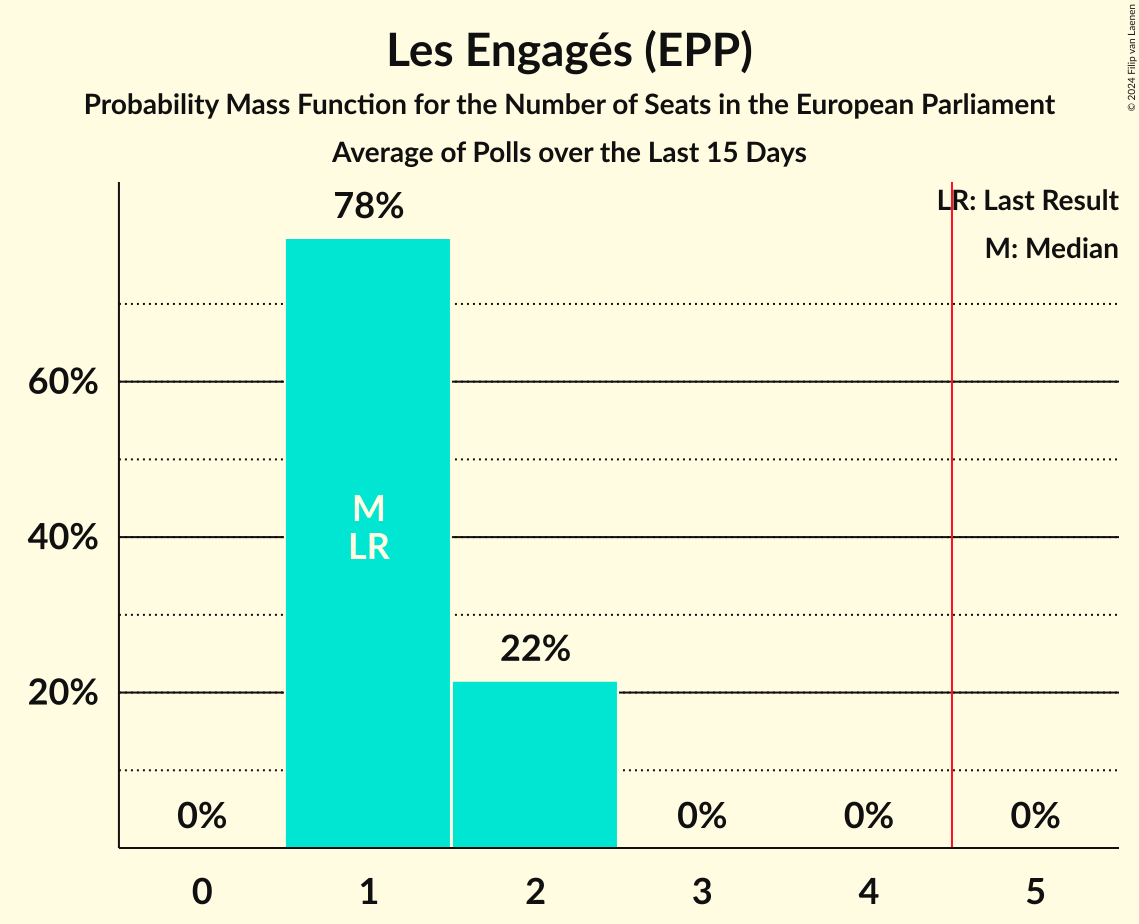 Les Engagés (EPP)
Probability Mass Function for the Number of Seats in the European Parliament
Average of Polls over the Last 15 Days
© 2024 Filip van Laenen
LR: Last Result
M: Median
78%
60%
M
40%
LR
22%
20%
0%
0%
0%
0%
0
1
2
3
4
5